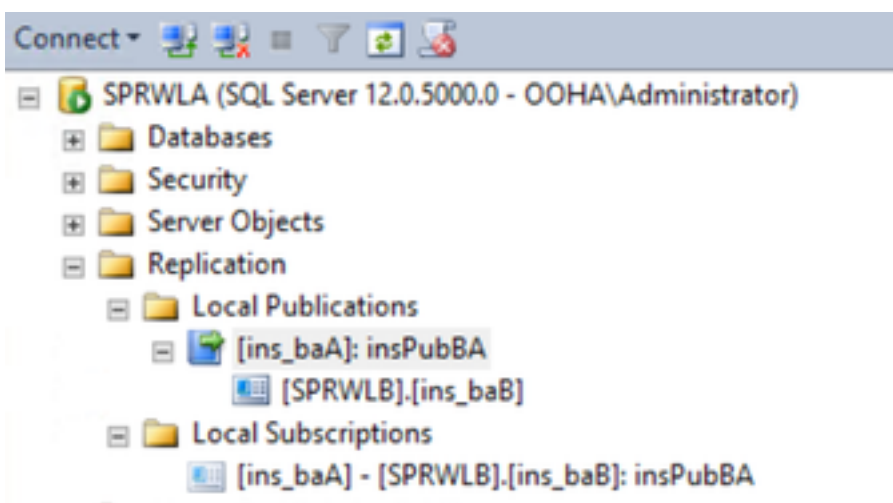 Connect
SPRWLA (SQL Server 12.0.5000.0 - OOHA\Administrator)
Databases
Security
Server Objects
Replication
Local Publications
[ins_baA]: insPubBA
[SPRWLB].[ins_baB]
Local Subscriptions
[ins_baA] - [SPRWLB].[ins_baB]: insPubBA